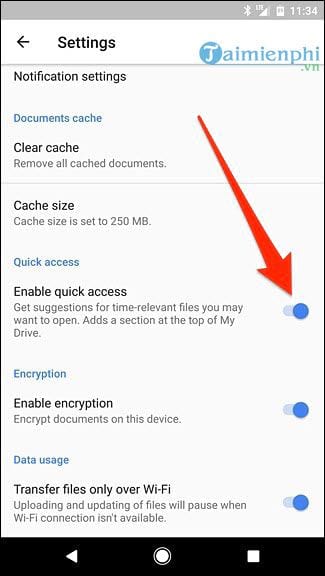 11:34
Settings
Taimienphi
.vn
Notification settings
Documents cache
Clear cache
Remove all cached documents.
Cache size
Cache size is set to 250 MB.
Quick access
Enable quick access
Get suggestions for time-relevant files you may
want to open. Adds a section at the top of My
Drive.
Encryption
Enable encryption
Encrypt documents on this device.
Data usage
Transfer files only over Wi-Fi
Uploading and updating of files will pause when
Wi-Fi connection isn't available.